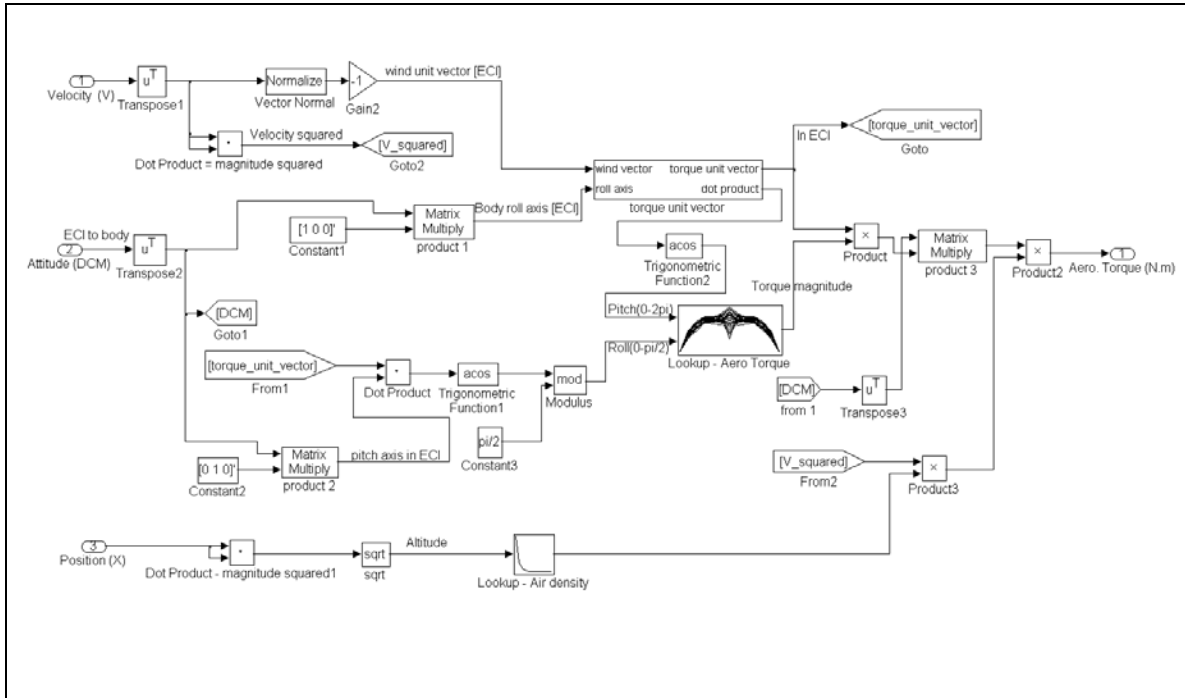 1
Velocity (V)
uT
Transpose1
Normalize
Vector Normal
-1
Gain2
wind unit vector [ECI]
Velocity squared
Dot Product = magnitude squared
[V_squared]
Goto2
In ECI
[torque_unit_vector]
Goto
wind vector
torque unit vector
roll axis
dot product
torque unit vector
ECI to body
2
Attitude (DCM)
uT
Transpose2
[1 0 0]'
Constant1
Matrix
Multiply
product 1
Body roll axis [ECI]
acos
Trigonometric
Function2
×
Product
Matrix
Multiply
product 3
×
Product2
1
Aero. Torque (N.m)
[DCM]
Goto1
Torque magnitude
Pitch(0-2pi)
Roll(0-pi/2)
Lookup - Aero Torque
[torque_unit_vector]
From1
Dot Product
acos
Trigonometric
Function1
mod
Modulus
[DCM]
from 1
uT
Transpose3
pi/2
Constant3
[0 1 0]'
Constant2
Matrix
Multiply
product 2
pitch axis in ECI
[V_squared]
From2
×
Product3
3
Position (X)
Dot Product - magnitude squared1
sqrt
sqrt
Altitude
Lookup - Air density